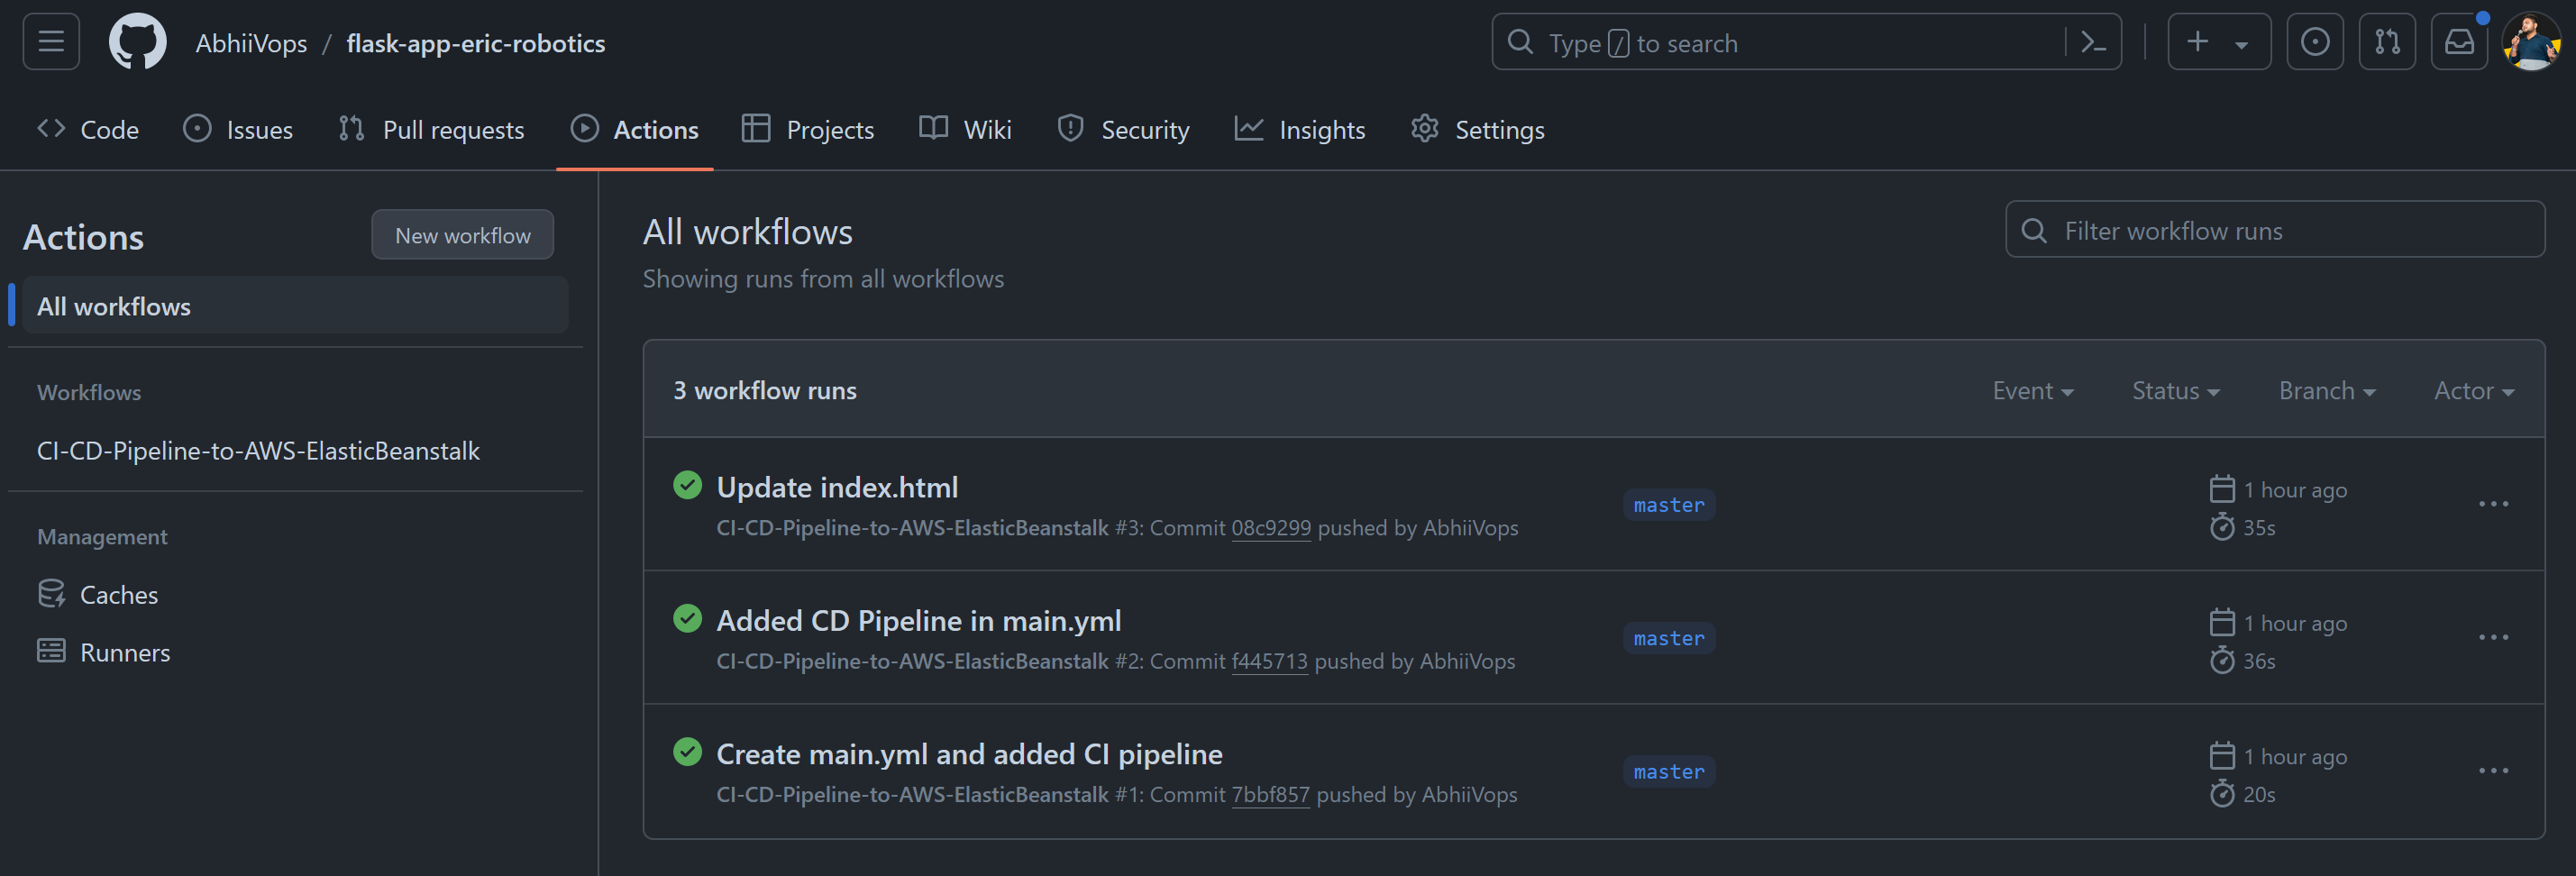 AbhiiVops / flask-app-eric-robotics
Type / to search
Code Issues Pull requests Actions Projects Wiki Security Insights Settings
Actions
New workflow
All workflows
Workflows
CI-CD-Pipeline-to-AWS-ElasticBeanstalk
Management
Caches
Runners
All workflows
Showing runs from all workflows
Filter workflow runs
3 workflow runs
Event Status Branch Actor
Update index.html
CI-CD-Pipeline-to-AWS-ElasticBeanstalk #3: Commit 08c9299 pushed by AbhiiVops
master
1 hour ago
35s
Added CD Pipeline in main.yml
CI-CD-Pipeline-to-AWS-ElasticBeanstalk #2: Commit f445713 pushed by AbhiiVops
master
1 hour ago
36s
Create main.yml and added CI pipeline
CI-CD-Pipeline-to-AWS-ElasticBeanstalk #1: Commit 7bbf857 pushed by AbhiiVops
master
1 hour ago
20s